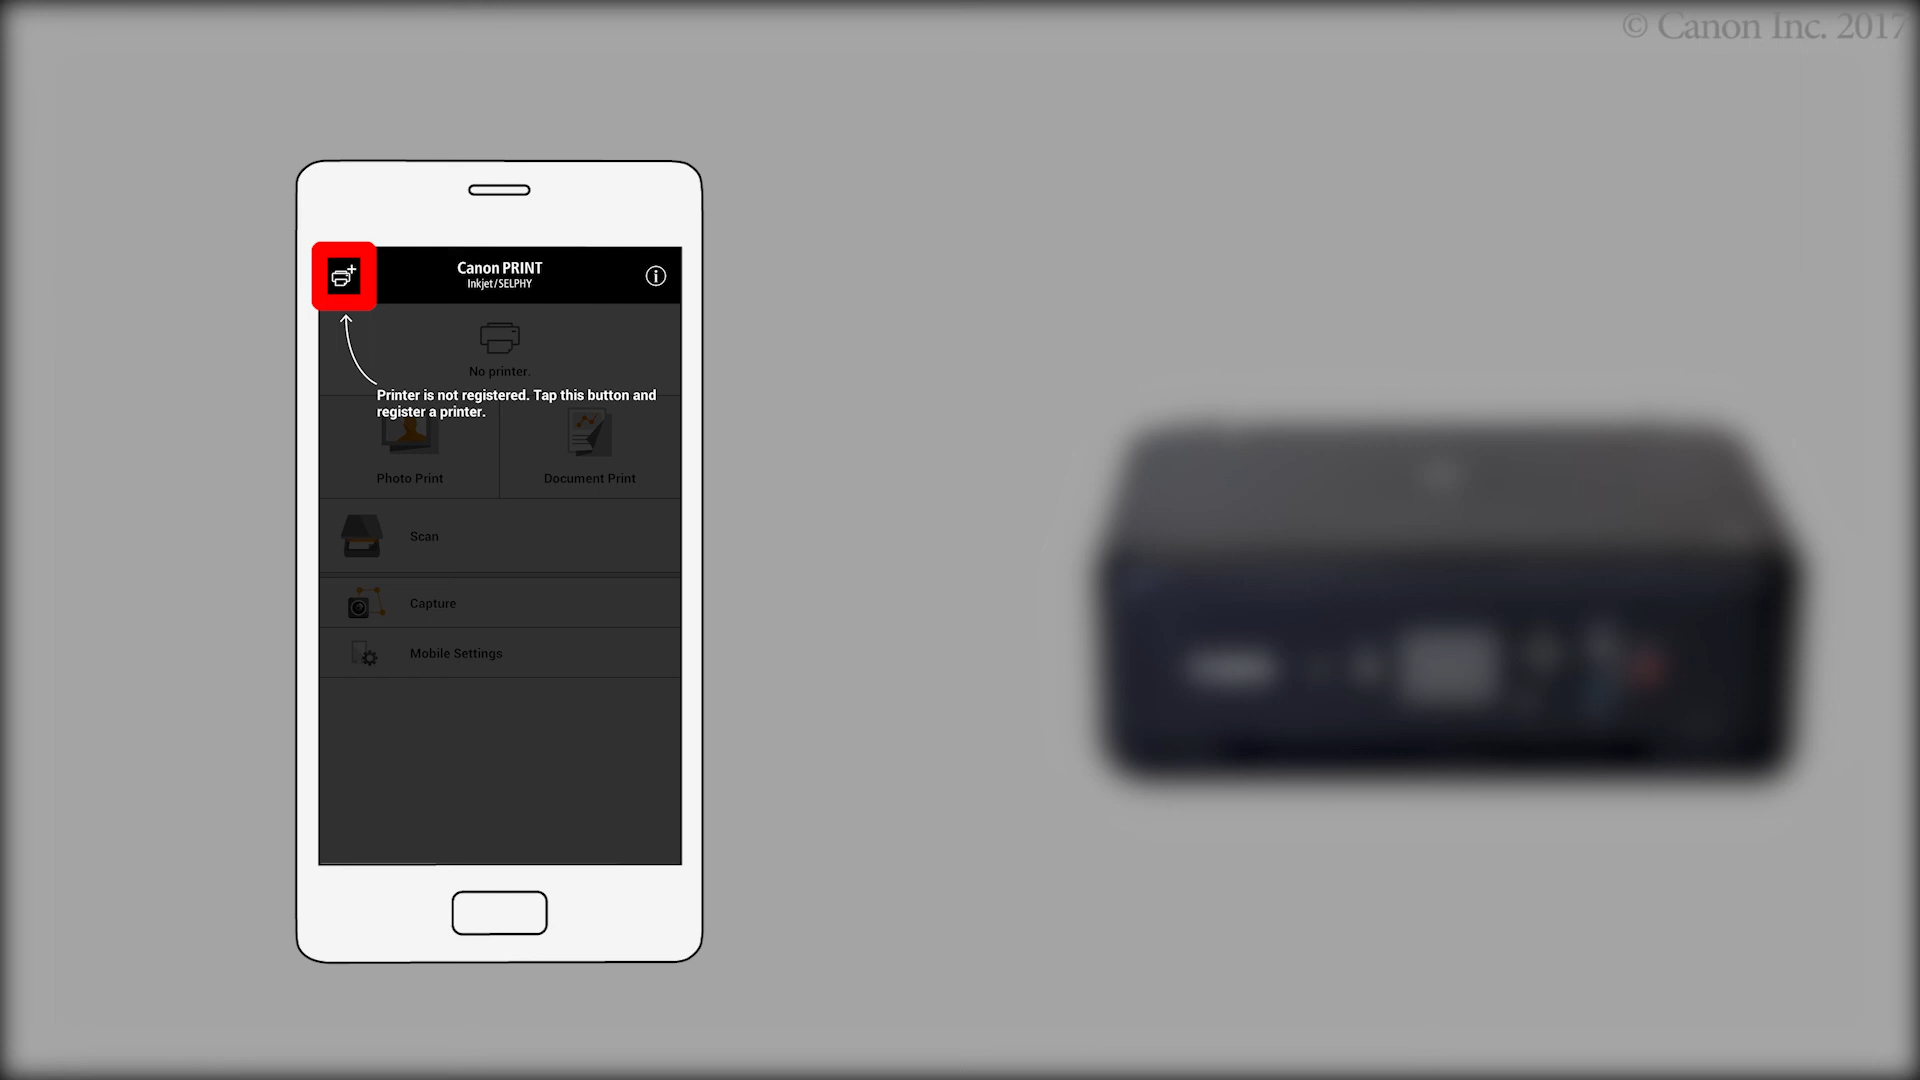 © Canon Inc. 2017
Canon PRINT
Inkjet/SELPHY
No printer.
Printer is not registered. Tap this button and
register a printer.
Photo Print
Document Print
Scan
Capture
Mobile Settings